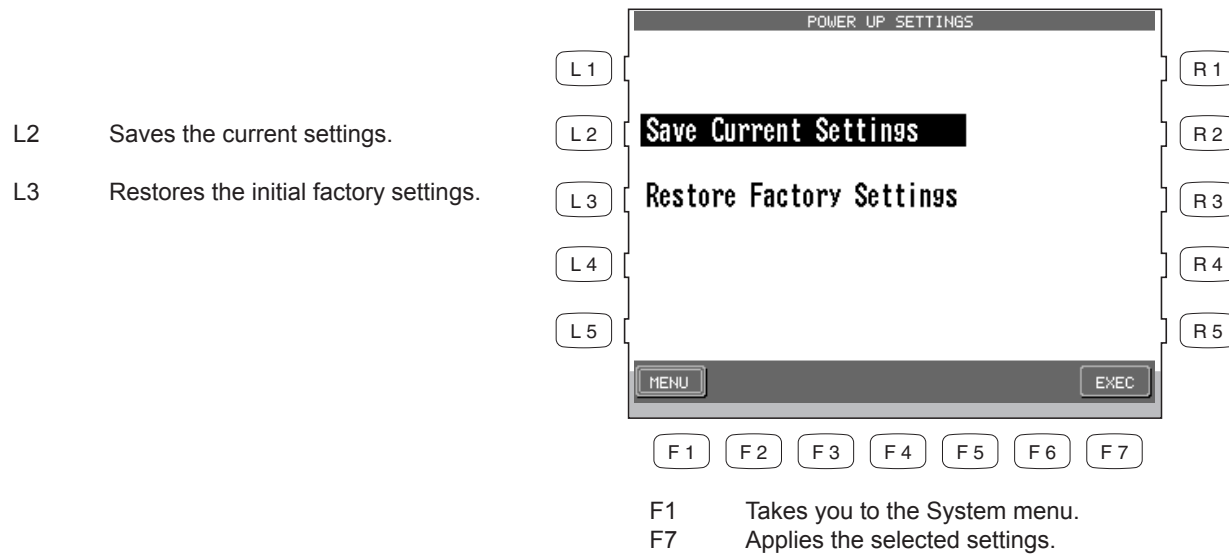 POWER UP SETTINGS
L 1
R 1
L2 Saves the current settings.
L 2
Save Current Settings
R 2
L3 Restores the initial factory settings.
L 3
Restore Factory Settings
R 3
L 4
R 4
L 5
R 5
MENU
EXEC
F 1 F 2 F 3 F 4 F 5 F 6 F 7
F1 Takes you to the System menu.
F7 Applies the selected settings.